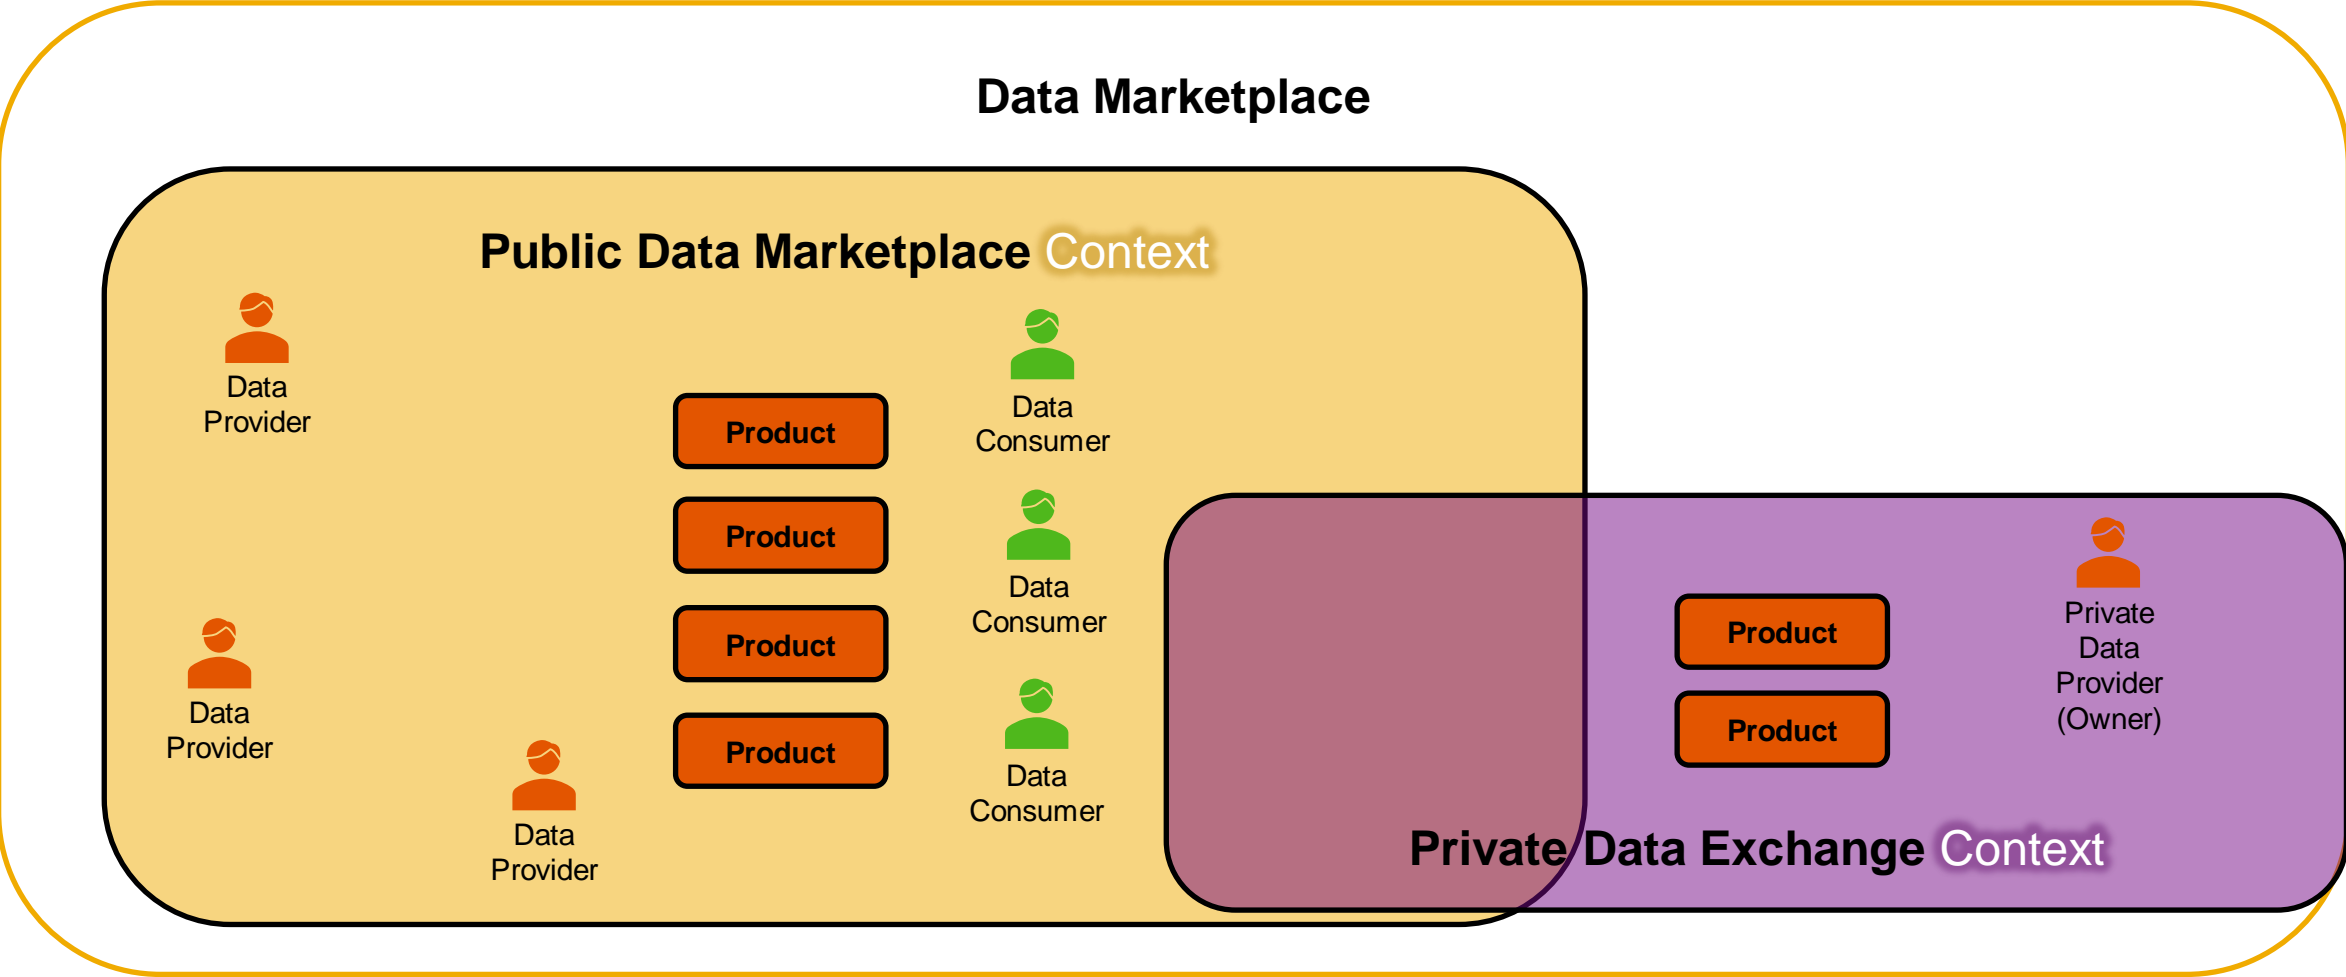 Data Marketplace
Public Data Marketplace Context
Data
Provider
Data
Provider
Data
Provider
Product
Product
Product
Product
Data
Consumer
Data
Consumer
Data
Consumer
Product
Product
Private
Data
Provider
(Owner)
Private Data Exchange Context